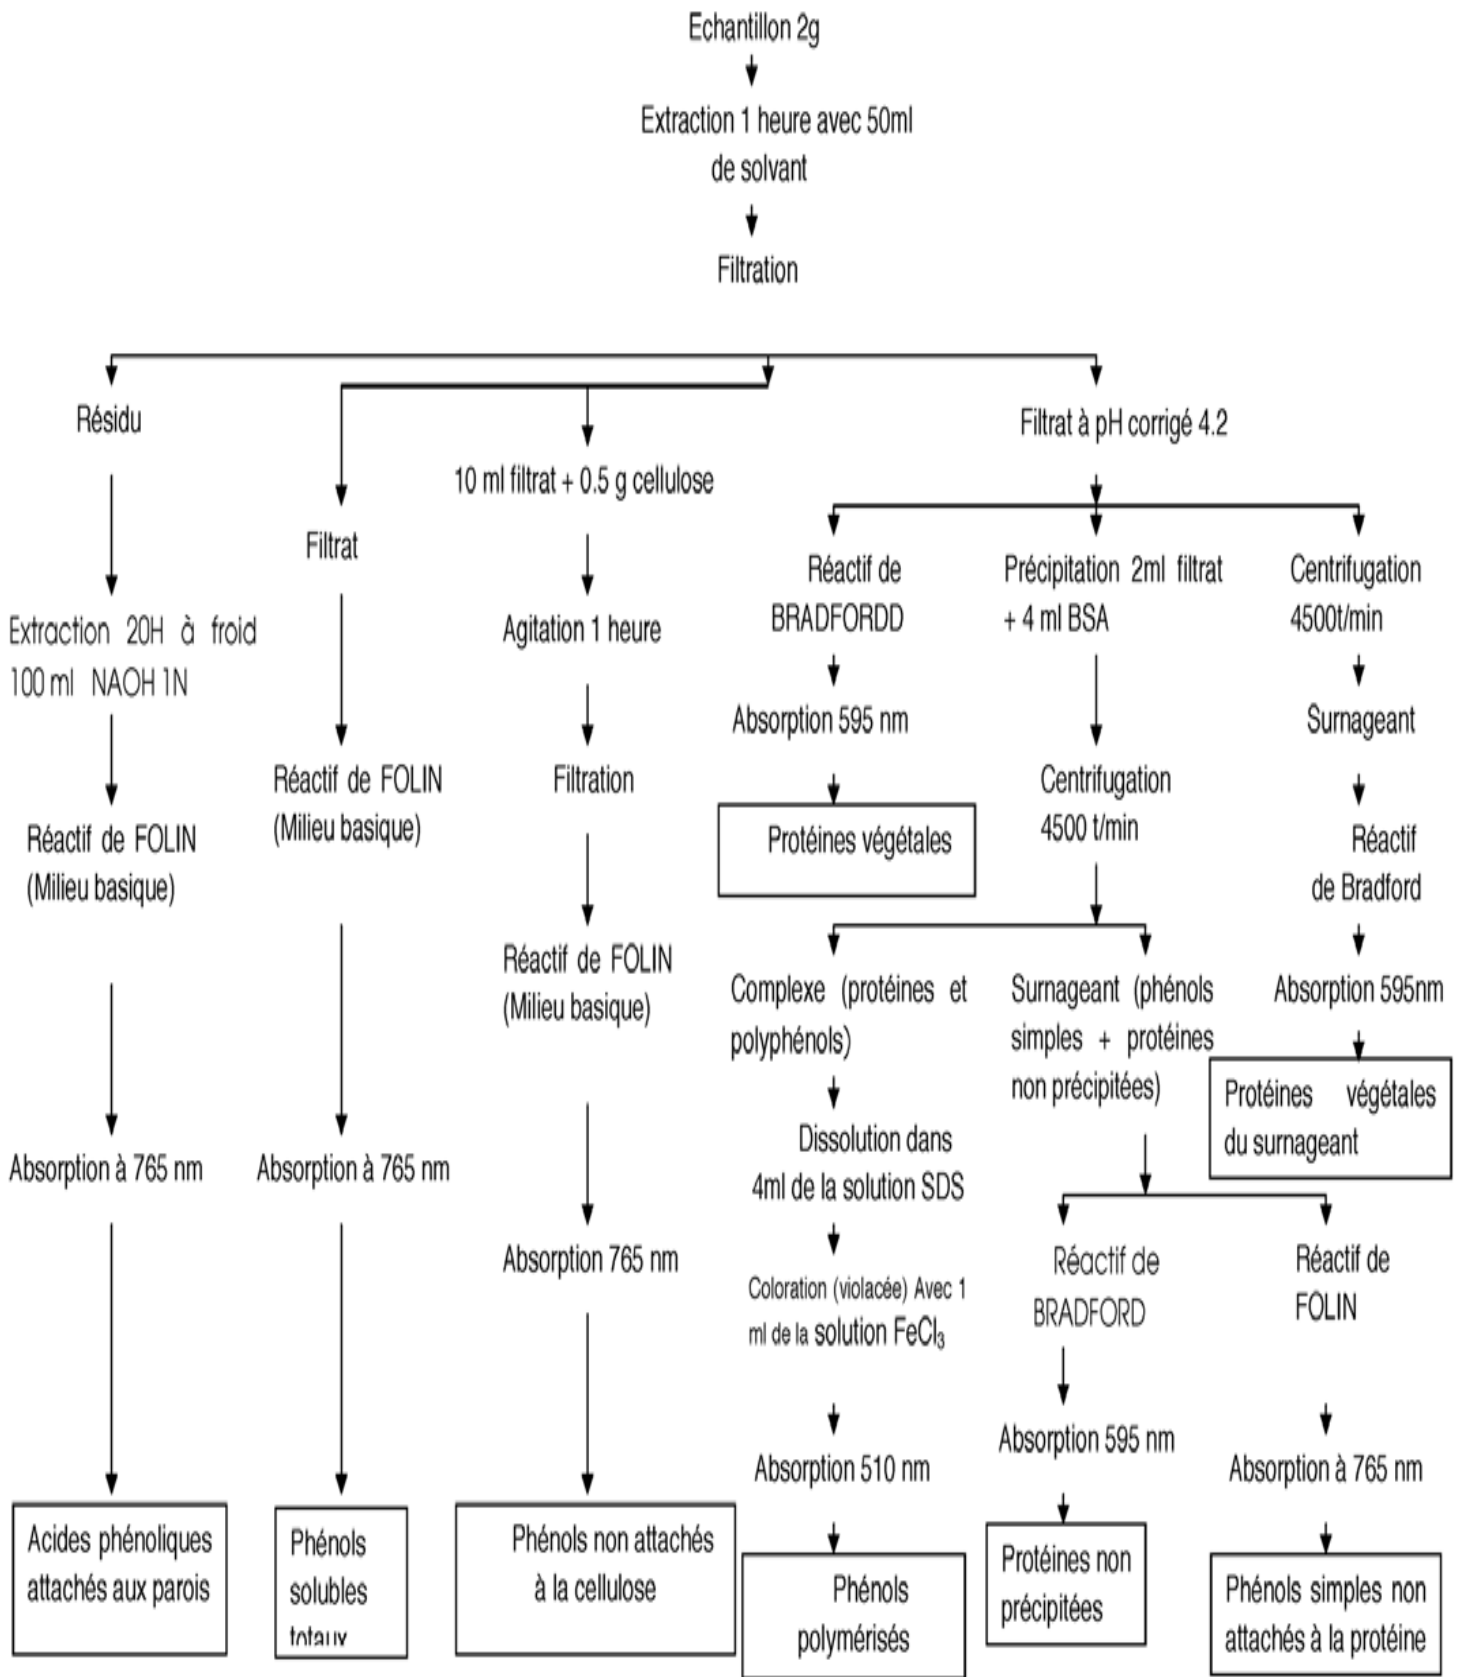 Echantillon 2g
Extraction 1 heure avec 50ml
de solvant
Filtration
Résidu
Extraction 20H à froid
100 ml NAOH 1N
Réactif de FOLIN
(Milieu basique)
Absorption à 765 nm
Acides phénoliques
attachés aux parois
Filtrat
Réactif de FOLIN
(Milieu basique)
Absorption à 765 nm
Phénols
solubles
totaux
10 ml filtrat + 0.5 g cellulose
Agitation 1 heure
Filtration
Réactif de FOLIN
(Milieu basique)
Absorption 765 nm
Phénols non attachés
à la cellulose
Filtrat à pH corrigé 4.2
Réactif de
BRADFORDD
Absorption 595 nm
Protéines végétales
Précipitation 2ml filtrat
+ 4 ml BSA
Centrifugation
4500 t/min
Complexe (protéines et
polyphénols)
Dissolution dans
4ml de la solution SDS
Coloration (violacée) Avec 1
ml de la solution FeCl₃
Absorption 510 nm
Phénols
polymérisés
Surnageant (phénols
simples + protéines
non précipitées)
Réactif de
BRADFORD
Absorption 595 nm
Protéines non
précipitées
Réactif de
FOLIN
Absorption à 765 nm
Phénols simples non
attachés à la protéine
Centrifugation
4500t/min
Surnageant
Réactif
de Bradford
Absorption 595nm
Protéines végétales
du surnageant